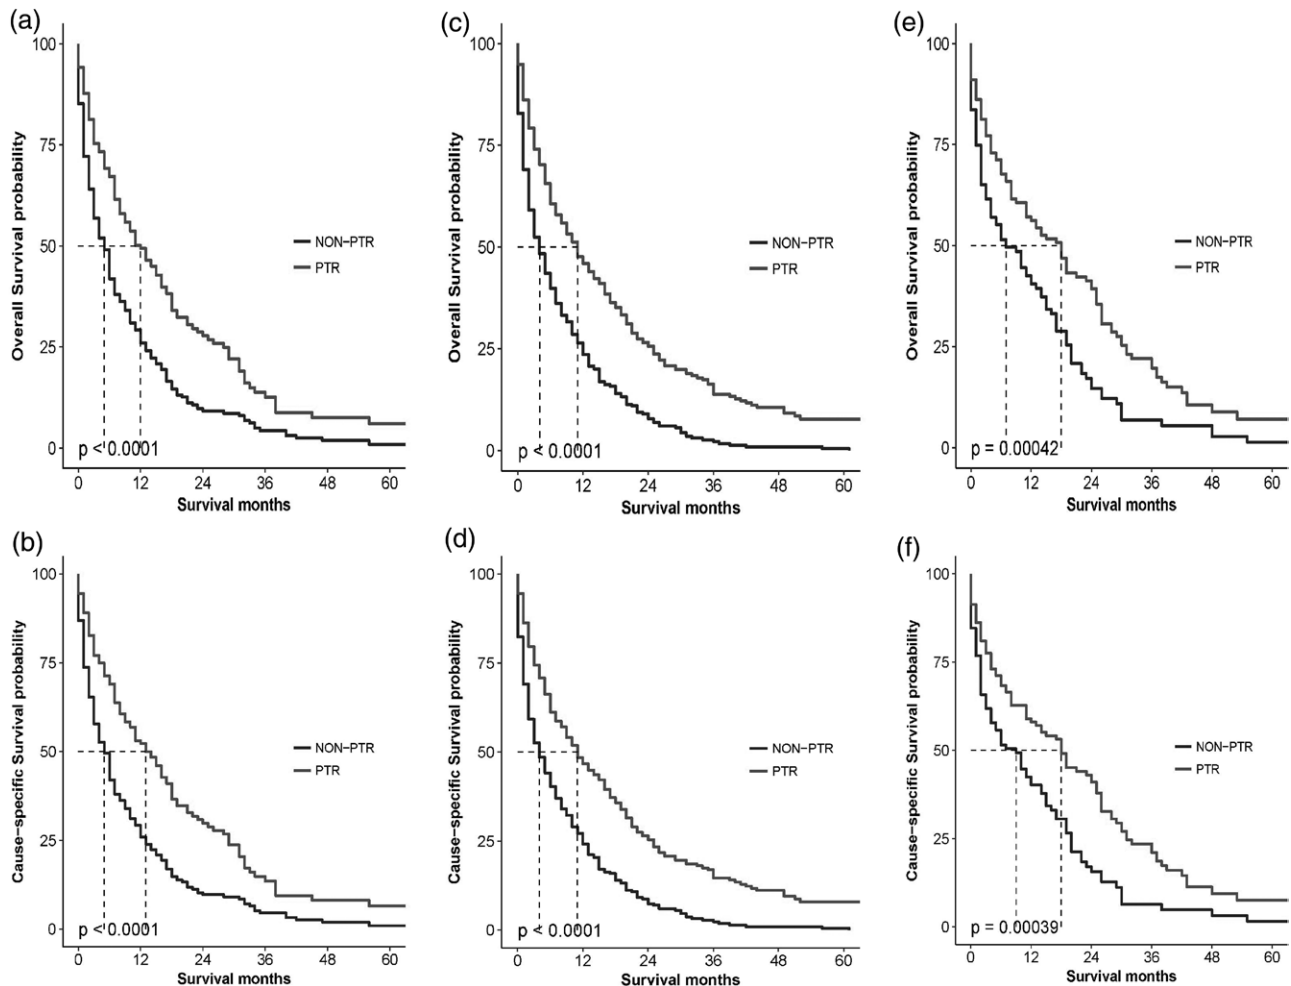 (a)
Overall Survival probability
100
75
50
25
0
NON-PTR
PTR
p < 0.0001
0 12 24 36 48 60
Survival months
(c)
Overall Survival probability
100
75
50
25
0
NON-PTR
PTR
p < 0.0001
0 12 24 36 48 60
Survival months
(e)
Overall Survival probability
100
75
50
25
0
NON-PTR
PTR
p = 0.00042
0 12 24 36 48 60
Survival months
(b)
Cause-specific Survival probability
100
75
50
25
0
NON-PTR
PTR
p < 0.0001
0 12 24 36 48 60
Survival months
(d)
Cause-specific Survival probability
100
75
50
25
0
NON-PTR
PTR
p < 0.0001
0 12 24 36 48 60
Survival months
(f)
Cause-specific Survival probability
100
75
50
25
0
NON-PTR
PTR
p = 0.00039
0 12 24 36 48 60
Survival months